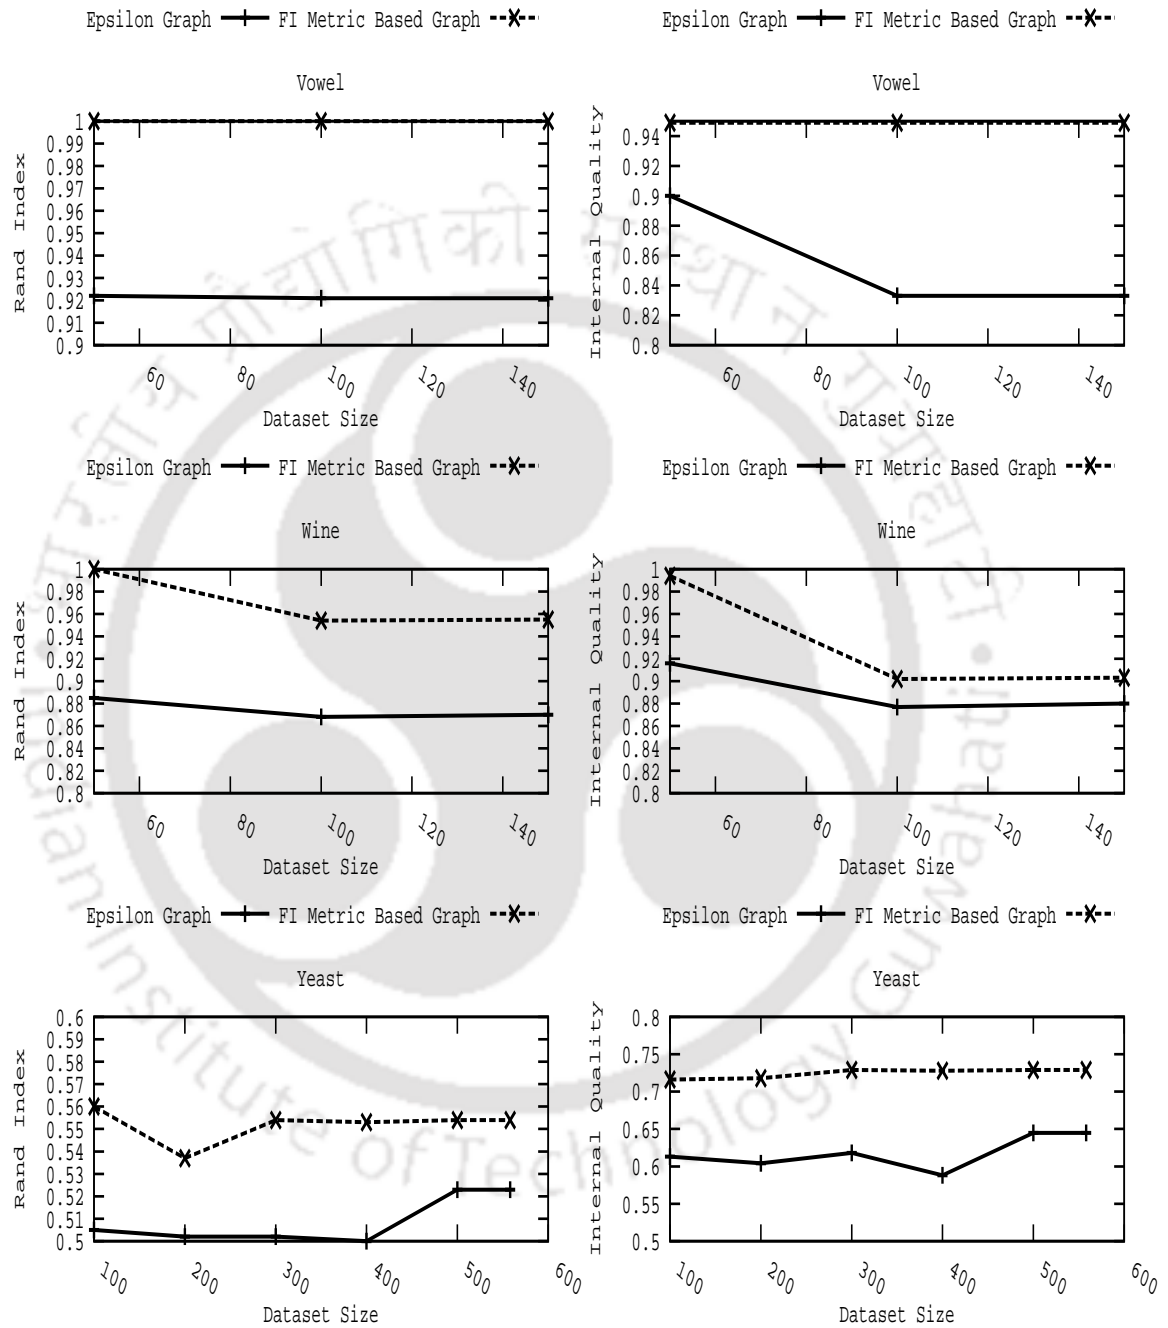 Epsilon Graph FI Metric Based Graph
Vowel
Rand Index
1
0.99
0.98
0.97
0.96
0.95
0.94
0.93
0.92
0.91
0.9
60 80 100 120 140
Dataset Size
Epsilon Graph FI Metric Based Graph
Vowel
Internal Quality
0.94
0.92
0.9
0.88
0.86
0.84
0.82
0.8
60 80 100 120 140
Dataset Size
Epsilon Graph FI Metric Based Graph
Wine
Rand Index
1
0.98
0.96
0.94
0.92
0.9
0.88
0.86
0.84
0.82
0.8
60 80 100 120 140
Dataset Size
Epsilon Graph FI Metric Based Graph
Wine
Internal Quality
1
0.98
0.96
0.94
0.92
0.9
0.88
0.86
0.84
0.82
0.8
60 80 100 120 140
Dataset Size
Epsilon Graph FI Metric Based Graph
Yeast
Rand Index
0.6
0.59
0.58
0.57
0.56
0.55
0.54
0.53
0.52
0.51
0.5
100 200 300 400 500 600
Dataset Size
Epsilon Graph FI Metric Based Graph
Yeast
Internal Quality
0.8
0.75
0.7
0.65
0.6
0.55
0.5
100 200 300 400 500 600
Dataset Size
Indian Institute of Technology Guwahati